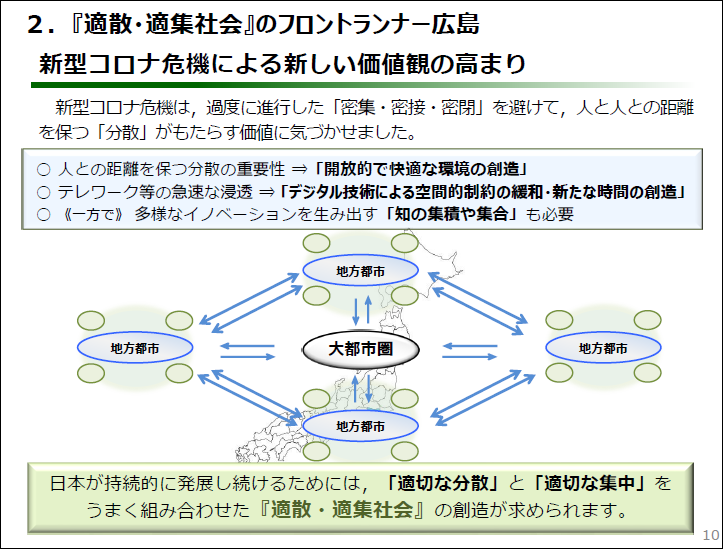 ２．『適散・適集社会』のフロントランナー広島
新型コロナ危機による新しい価値観の高まり
新型コロナ危機は，過度に進行した「密集・密接・密閉」を避けて，人と人との距離
を保つ「分散」がもたらす価値に気づかせました。
○ 人との距離を保つ分散の重要性 ⇒「開放的で快適な環境の創造」
○ テレワーク等の急速な浸透 ⇒「デジタル技術による空間的制約の緩和・新たな時間の創造」
○ 《一方で》 多様なイノベーションを生み出す「知の集積や集合」も必要
地方都市
地方都市
大都市圏
地方都市
地方都市
日本が持続的に発展し続けるためには，「適切な分散」と「適切な集中」を
うまく組み合わせた『適散・適集社会』の創造が求められます。
10